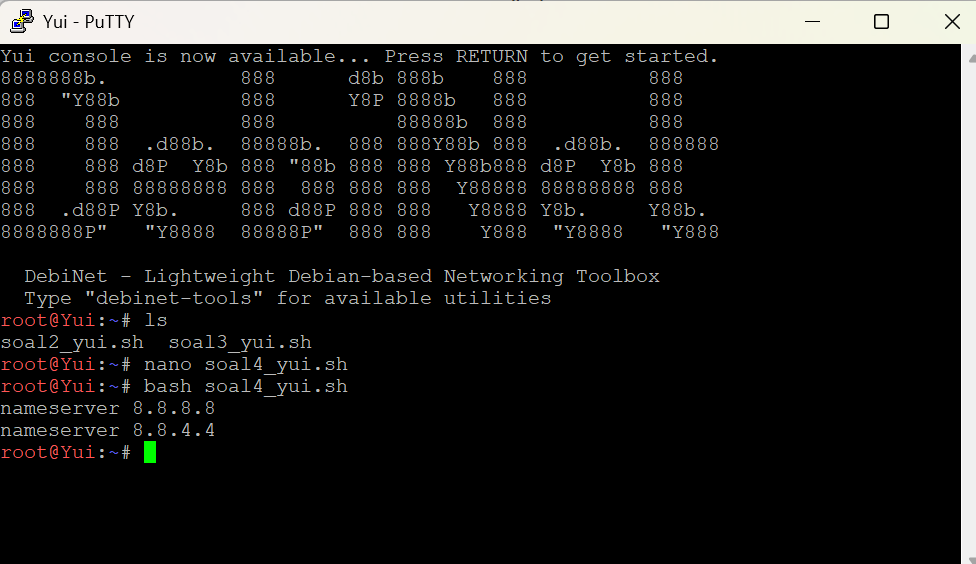 Yui - PuTTY
Yui console is now available... Press RETURN to get started.
8888888b.            888      d8b 888b    888          888
888  "Y88b           888      Y8P 8888b   888          888
888    888           888          88888b  888          888
888    888  .d88b.  88888b.  888 888Y88b 888  .d88b.  888888
888    888 d8P  Y8b 888 "88b 888 888 Y88b888 d8P  Y8b 888
888    888 88888888 888  888 888 888  Y88888 88888888 888
888  .d88P Y8b.     888 d88P 888 888   Y8888 Y8b.     Y88b.
8888888P"   "Y8888  88888P"  888 888    Y888  "Y8888   "Y888
DebiNet - Lightweight Debian-based Networking Toolbox
Type "debinet-tools" for available utilities
root@Yui:~# ls
soal2_yui.sh  soal3_yui.sh
root@Yui:~# nano soal4_yui.sh
root@Yui:~# bash soal4_yui.sh
nameserver 8.8.8.8
nameserver 8.8.4.4
root@Yui:~#